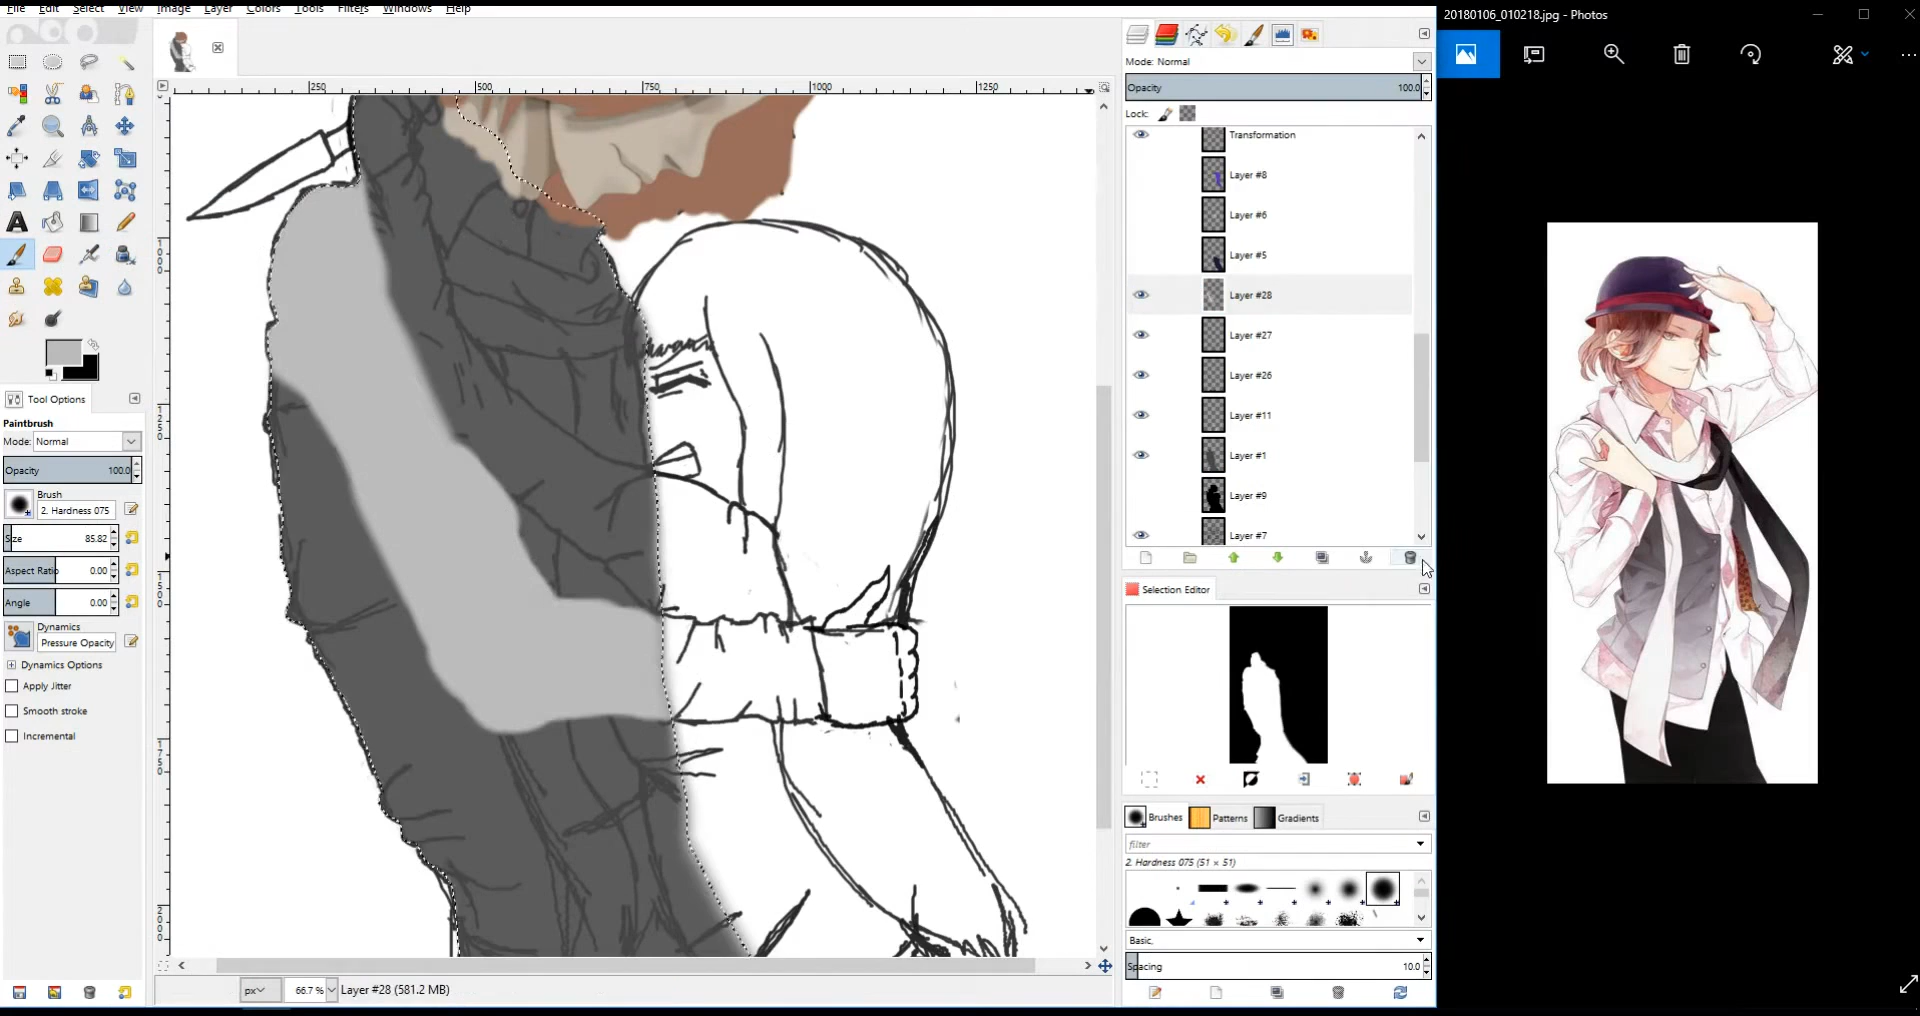 File Edit Select View Image Layer Colors Tools Filters Windows Help
20180106_010218.jpg - Photos
Mode: Normal
Opacity 100.0
Lock:
250 500 750 1000 1250
Transformation
Layer #8
Layer #6
Layer #5
Layer #28
Layer #27
Layer #26
Layer #11
Layer #1
Layer #9
Layer #7
Tool Options
Paintbrush
Mode: Normal
Opacity 100.0
Brush
2. Hardness 075
Size 85.82
Aspect Ratio 0.00
Angle 0.00
Dynamics
Pressure Opacity
Dynamics Options
Apply Jitter
Smooth stroke
Incremental
1000
1250
1500
1750
2000
Selection Editor
Brushes Patterns Gradients
filter
2. Hardness 075 (51 × 51)
Basic,
Spacing 10.0
px 66.7 % Layer #28 (581.2 MB)